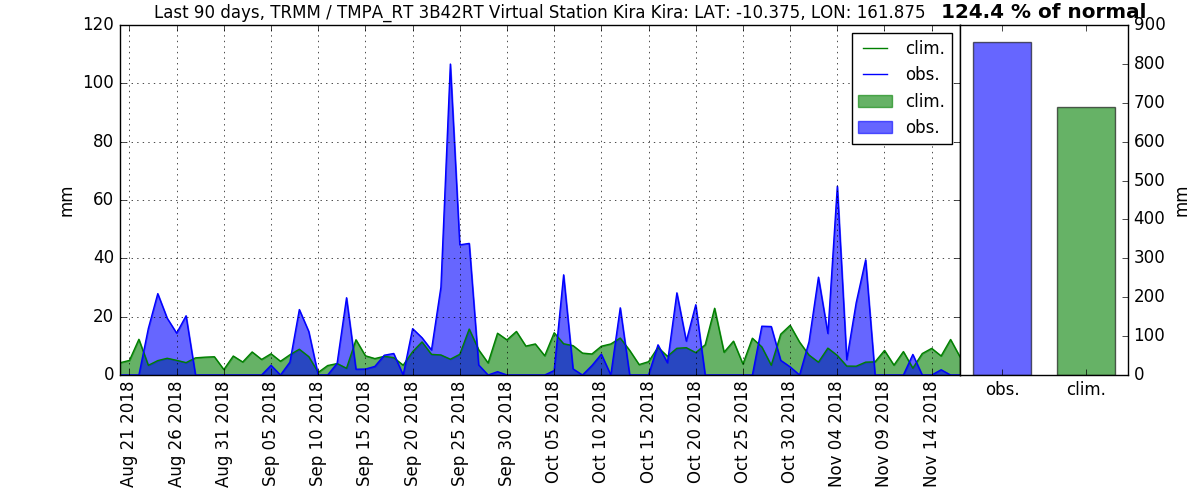 Last 90 days, TRMM / TMPA_RT 3B42RT Virtual Station Kira Kira: LAT: -10.375, LON: 161.875
124.4 % of normal
120
100
80
60
40
20
0
mm
clim.
obs.
clim.
obs.
Aug 21 2018
Aug 26 2018
Aug 31 2018
Sep 05 2018
Sep 10 2018
Sep 15 2018
Sep 20 2018
Sep 25 2018
Sep 30 2018
Oct 05 2018
Oct 10 2018
Oct 15 2018
Oct 20 2018
Oct 25 2018
Oct 30 2018
Nov 04 2018
Nov 09 2018
Nov 14 2018
900
800
700
600
500
400
300
200
100
0
mm
obs.
clim.